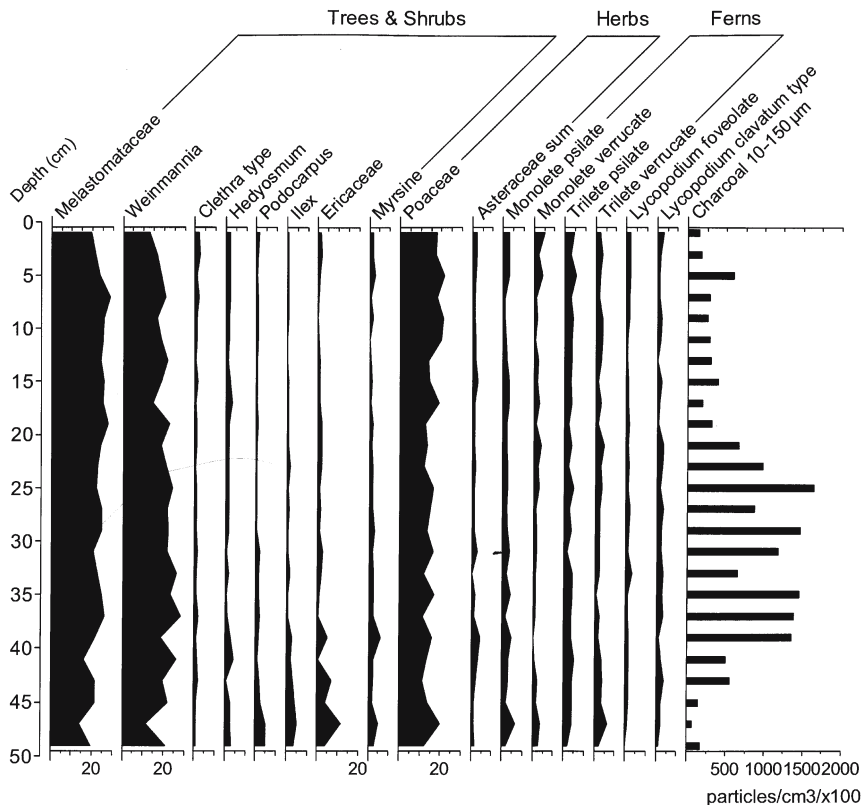 Trees & Shrubs Herbs Ferns
Depth (cm)
Melastomataceae
Weinmannia
Clethra type
Hedyosmum
Podocarpus
Ilex
Ericaceae
Myrsine
Poaceae
Asteraceae sum
Monolete psilate
Monolete verrucate
Trilete psilate
Trilete verrucate
Lycopodium foveolate
Lycopodium clavatum type
Charcoal 10-150 µm
0
5
10
15
20
25
30
35
40
45
50
20 20 20 20 500 1000 1500 2000
particles/cm3/x100